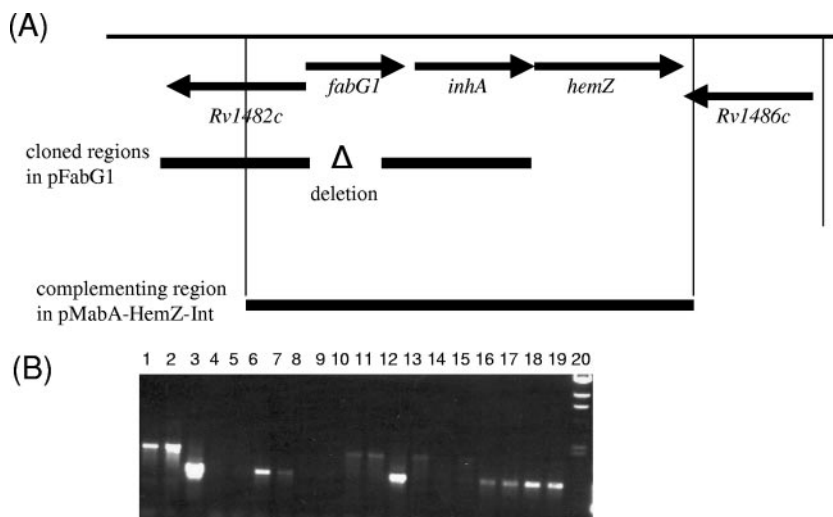 (A)
fabG1 inhA hemZ
Rv1482c Rv1486c
cloned regions
in pFabG1
Δ
deletion
complementing region
in pMabA-HemZ-Int
(B)
1 2 3 4 5 6 7 8 9 10 11 12 13 14 15 16 17 18 19 20